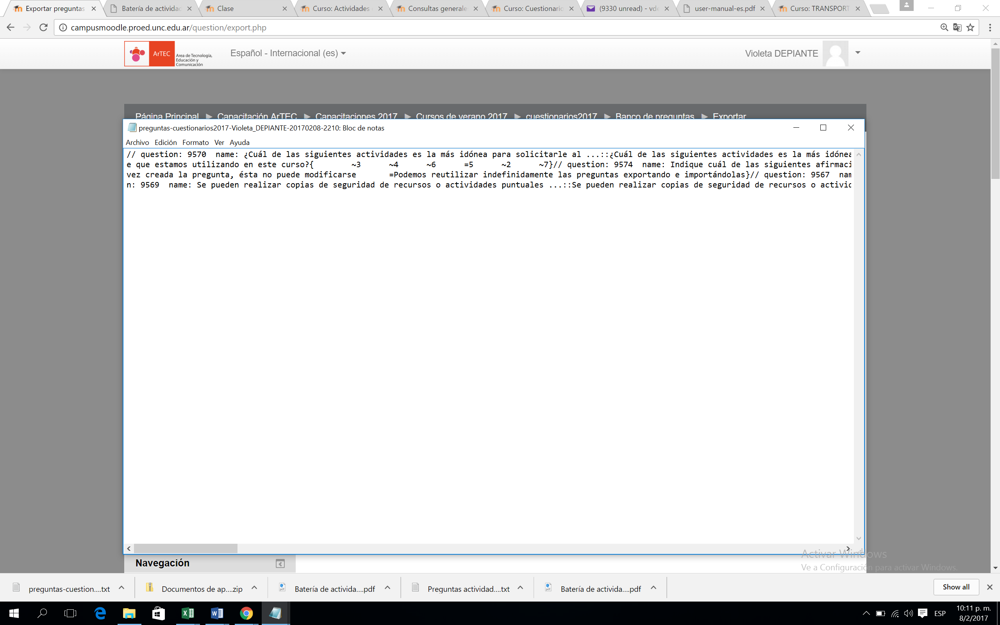 Exportar preguntas
Batería de actividad
Clase
Curso: Actividades
Consultas generale
Curso: Cuestionario
(9330 unread) - vde
user-manual-es.pdf
Curso: TRANSPORT
campusmoodle.proed.unc.edu.ar/question/export.php
ArTEC
Area de Tecnología,
Educación y
Comunicación
Español - Internacional (es)
Violeta DEPIANTE
Página Principal ► Capacitación ArTEC ► Capacitaciones 2017 ► Cursos de verano 2017 ► cuestionarios2017 ► Banco de preguntas ► Exportar
preguntas-cuestionarios2017-Violeta_DEPIANTE-20170208-2210: Bloc de notas
Archivo Edición Formato Ver Ayuda
// question: 9570  name: ¿Cuál de las siguientes actividades es la más idónea para solicitarle al ...::¿Cuál de las siguientes actividades es la más idónea
e que estamos utilizando en este curso?{	~3	~4	~6	=5	~2	~7}// question: 9574  name: Indique cuál de las siguientes afirmaci
vez creada la pregunta, ésta no puede modificarse	=Podemos reutilizar indefinidamente las preguntas exportando e importándolas}// question: 9567  nam
n: 9569  name: Se pueden realizar copias de seguridad de recursos o actividades puntuales ...::Se pueden realizar copias de seguridad de recursos o activid
Activar Windows
Ve a Configuración para activar Windows.
Navegación
preguntas-cuestion....txt
Documentos de ap....zip
Batería de activida....pdf
Preguntas actividad....txt
Batería de activida....pdf
Show all
ESP
10:11 p. m.
8/2/2017